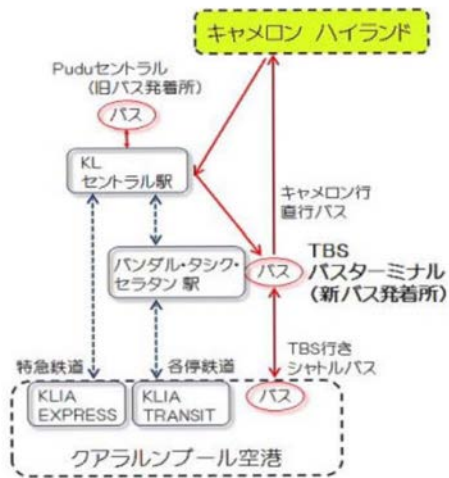 キャメロン ハイランド
Puduセントラル
(旧バス発着所)
バス
KL
セントラル駅
キャメロン行
直行バス
バンダル・タシク・
セラタン 駅
バス
TBS
バスターミナル
(新バス発着所)
特急鉄道
各停鉄道
TBS行き
シャトルバス
KLIA
EXPRESS
KLIA
TRANSIT
バス
クアラルンプール空港